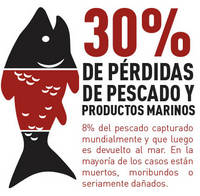 30%
DE PÉRDIDAS
DE PESCADO Y
PRODUCTOS MARINOS
8% del pescado capturado
mundialmente y que luego
es devuelto al mar. En la
mayoría de los casos están
muertos, moribundos o
seriamente dañados.